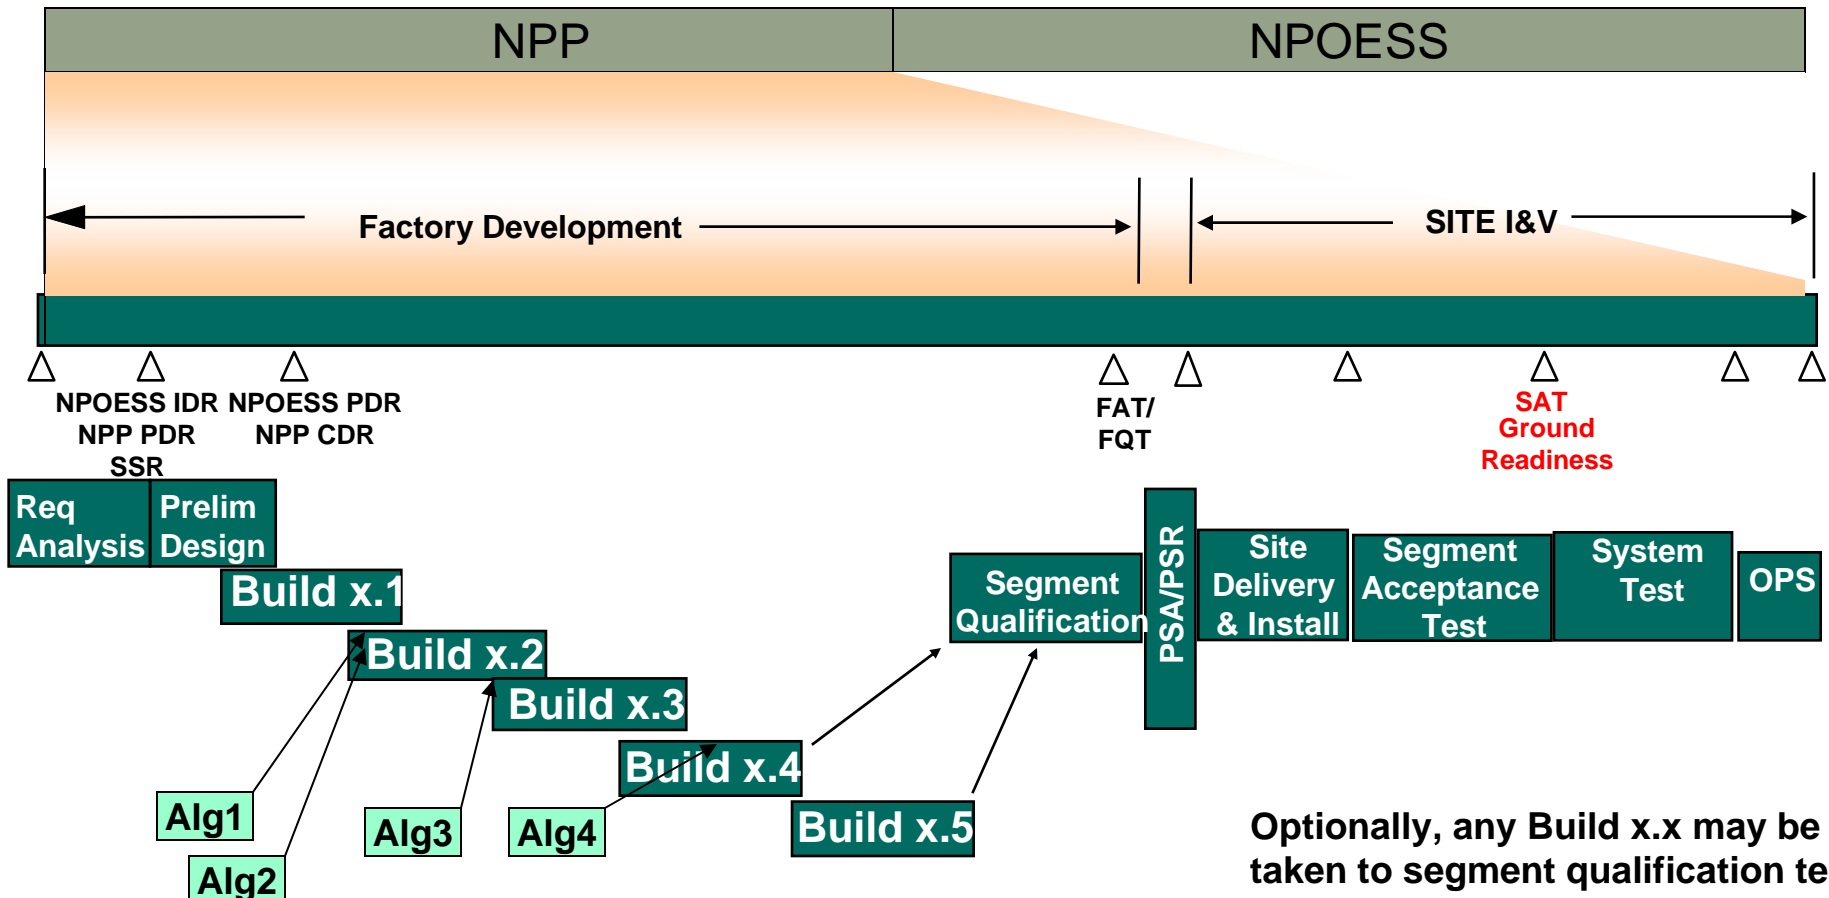 NPP
NPOESS
Factory Development
SITE I&V
NPOESS IDR
NPP PDR
SSR
NPOESS PDR
NPP CDR
FAT/
FQT
SAT
Ground
Readiness
Req
Analysis
Prelim
Design
Build x.1
Build x.2
Build x.3
Build x.4
Build x.5
Segment
Qualification
PSA/PSR
Site
Delivery
& Install
Segment
Acceptance
Test
System
Test
OPS
Alg1
Alg2
Alg3
Alg4
Optionally, any Build x.x may be
taken to segment qualification te